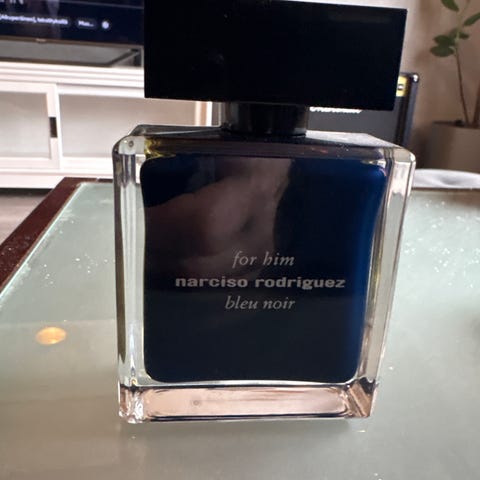 for him
narciso rodriguez
bleu noir